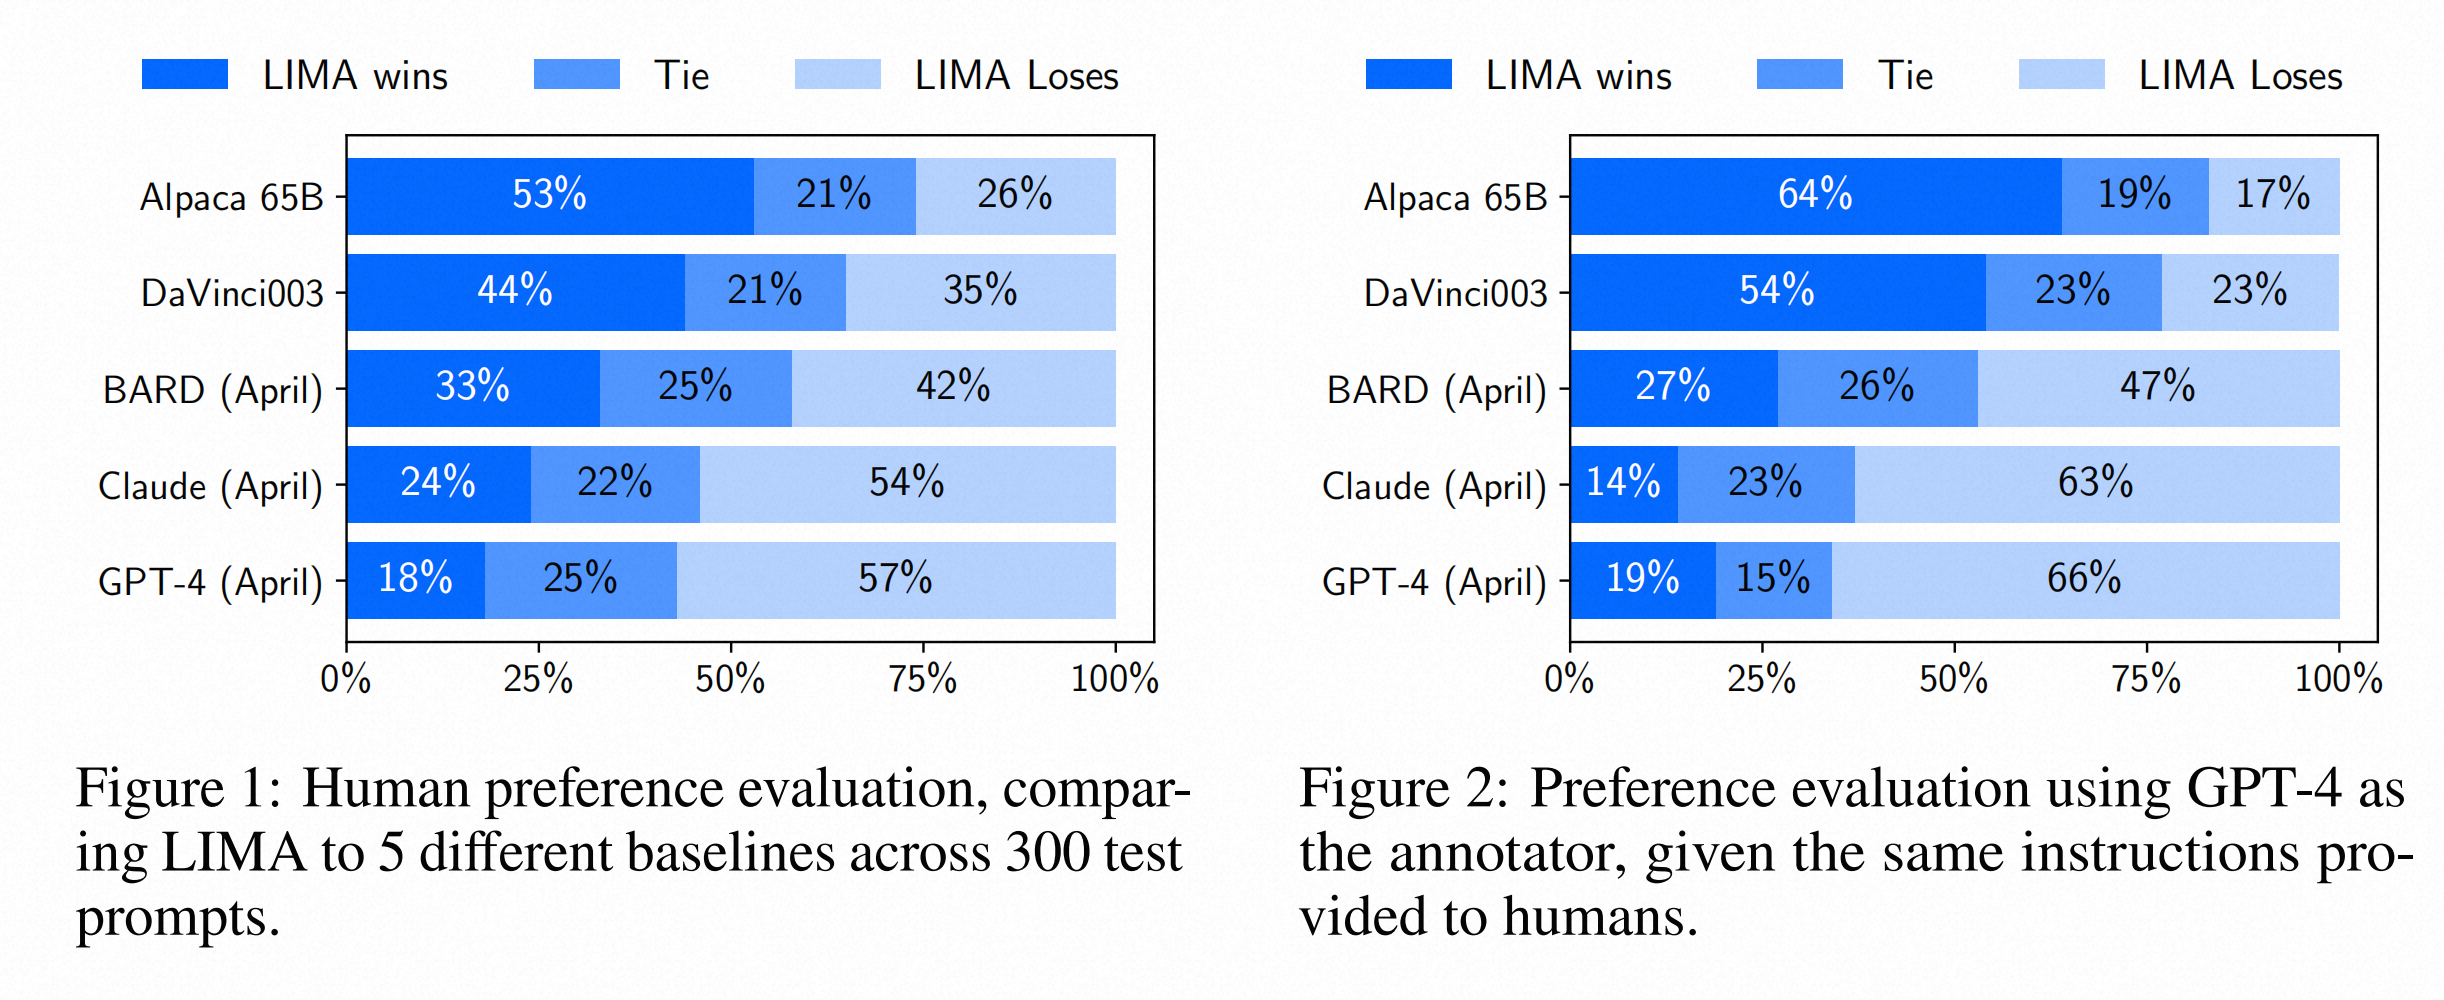 LIMA wins Tie LIMA Loses
Alpaca 65B 53% 21% 26%
DaVinci003 44% 21% 35%
BARD (April) 33% 25% 42%
Claude (April) 24% 22% 54%
GPT-4 (April) 18% 25% 57%
0% 25% 50% 75% 100%
Figure 1: Human preference evaluation, compar-
ing LIMA to 5 different baselines across 300 test
prompts.
LIMA wins Tie LIMA Loses
Alpaca 65B 64% 19% 17%
DaVinci003 54% 23% 23%
BARD (April) 27% 26% 47%
Claude (April) 14% 23% 63%
GPT-4 (April) 19% 15% 66%
0% 25% 50% 75% 100%
Figure 2: Preference evaluation using GPT-4 as
the annotator, given the same instructions pro-
vided to humans.